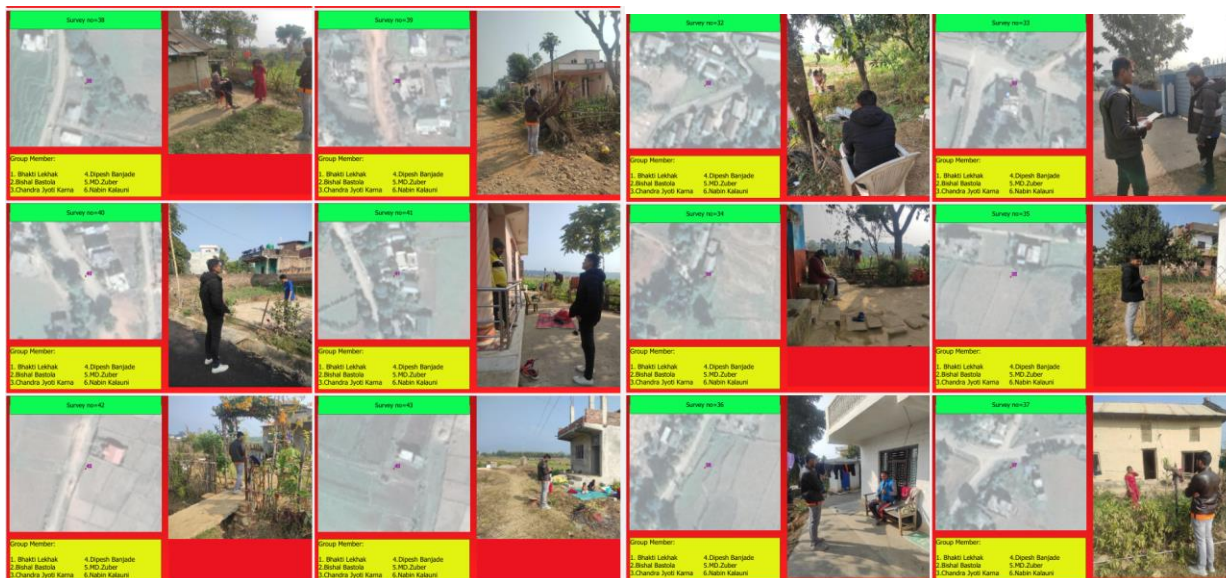 Survey no=38
Group Member:
1. Bhakti Lekhak 4.Dipesh Banjade
2.Bishal Bastola 5.MD.Zuber
3.Chandra Jyoti Karna 6.Nabin Kalauni
Survey no=39
Group Member:
1. Bhakti Lekhak 4.Dipesh Banjade
2.Bishal Bastola 5.MD.Zuber
3.Chandra Jyoti Karna 6.Nabin Kalauni
Survey no=32
Group Member:
1. Bhakti Lekhak 4.Dipesh Banjade
2.Bishal Bastola 5.MD.Zuber
3.Chandra Jyoti Karna 6.Nabin Kalauni
Survey no=33
Group Member:
1. Bhakti Lekhak 4.Dipesh Banjade
2.Bishal Bastola 5.MD.Zuber
3.Chandra Jyoti Karna 6.Nabin Kalauni
Survey no=40
Group Member:
1. Bhakti Lekhak 4.Dipesh Banjade
2.Bishal Bastola 5.MD.Zuber
3.Chandra Jyoti Karna 6.Nabin Kalauni
Survey no=41
Group Member:
1. Bhakti Lekhak 4.Dipesh Banjade
2.Bishal Bastola 5.MD.Zuber
3.Chandra Jyoti Karna 6.Nabin Kalauni
Survey no=34
Group Member:
1. Bhakti Lekhak 4.Dipesh Banjade
2.Bishal Bastola 5.MD.Zuber
3.Chandra Jyoti Karna 6.Nabin Kalauni
Survey no=35
Group Member:
1. Bhakti Lekhak 4.Dipesh Banjade
2.Bishal Bastola 5.MD.Zuber
3.Chandra Jyoti Karna 6.Nabin Kalauni
Survey no=42
Group Member:
1. Bhakti Lekhak 4.Dipesh Banjade
2.Bishal Bastola 5.MD.Zuber
3.Chandra Jyoti Karna 6.Nabin Kalauni
Survey no=43
Group Member:
1. Bhakti Lekhak 4.Dipesh Banjade
2.Bishal Bastola 5.MD.Zuber
3.Chandra Jyoti Karna 6.Nabin Kalauni
Survey no=36
Group Member:
1. Bhakti Lekhak 4.Dipesh Banjade
2.Bishal Bastola 5.MD.Zuber
3.Chandra Jyoti Karna 6.Nabin Kalauni
Survey no=37
Group Member:
1. Bhakti Lekhak 4.Dipesh Banjade
2.Bishal Bastola 5.MD.Zuber
3.Chandra Jyoti Karna 6.Nabin Kalauni